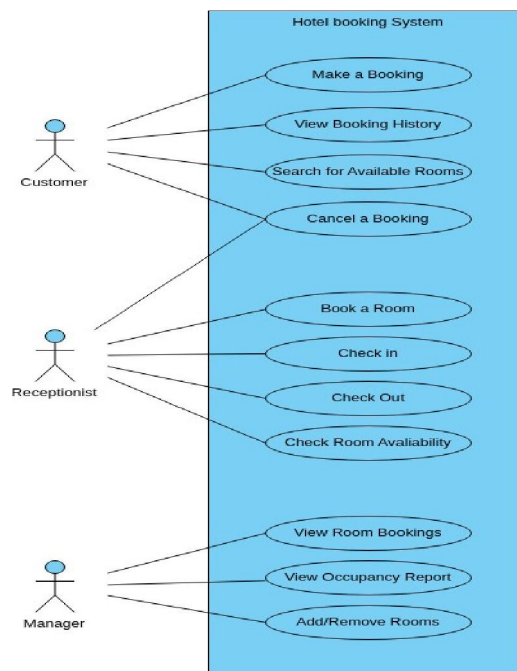 Hotel booking System
Make a Booking
View Booking History
Search for Available Rooms
Customer
Cancel a Booking
Book a Room
Check in
Receptionist
Check Out
Check Room Avaliability
View Room Bookings
View Occupancy Report
Manager
Add/Remove Rooms